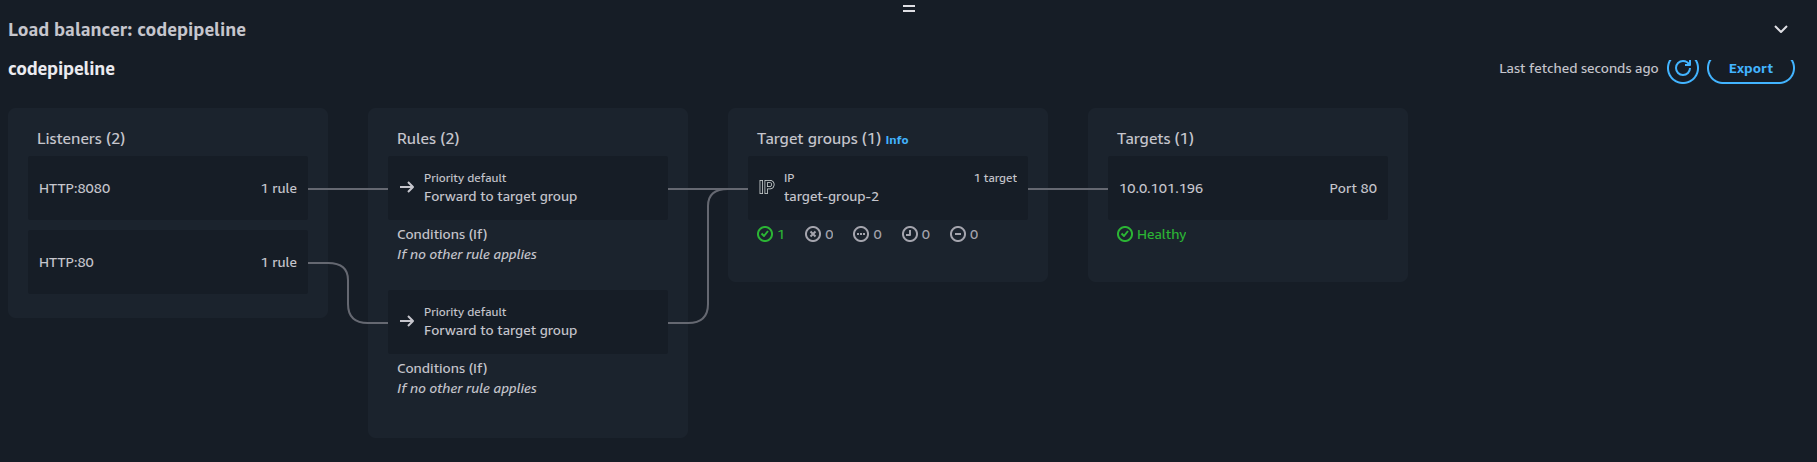 Load balancer: codepipeline
codepipeline
Last fetched seconds ago
Export
Listeners (2)
HTTP:8080 1 rule
HTTP:80 1 rule
Rules (2)
Priority default
Forward to target group
Conditions (If)
If no other rule applies
Priority default
Forward to target group
Conditions (If)
If no other rule applies
Target groups (1) Info
IP IP 1 target
target-group-2
1 0 0 0 0
Targets (1)
10.0.101.196 Port 80
Healthy